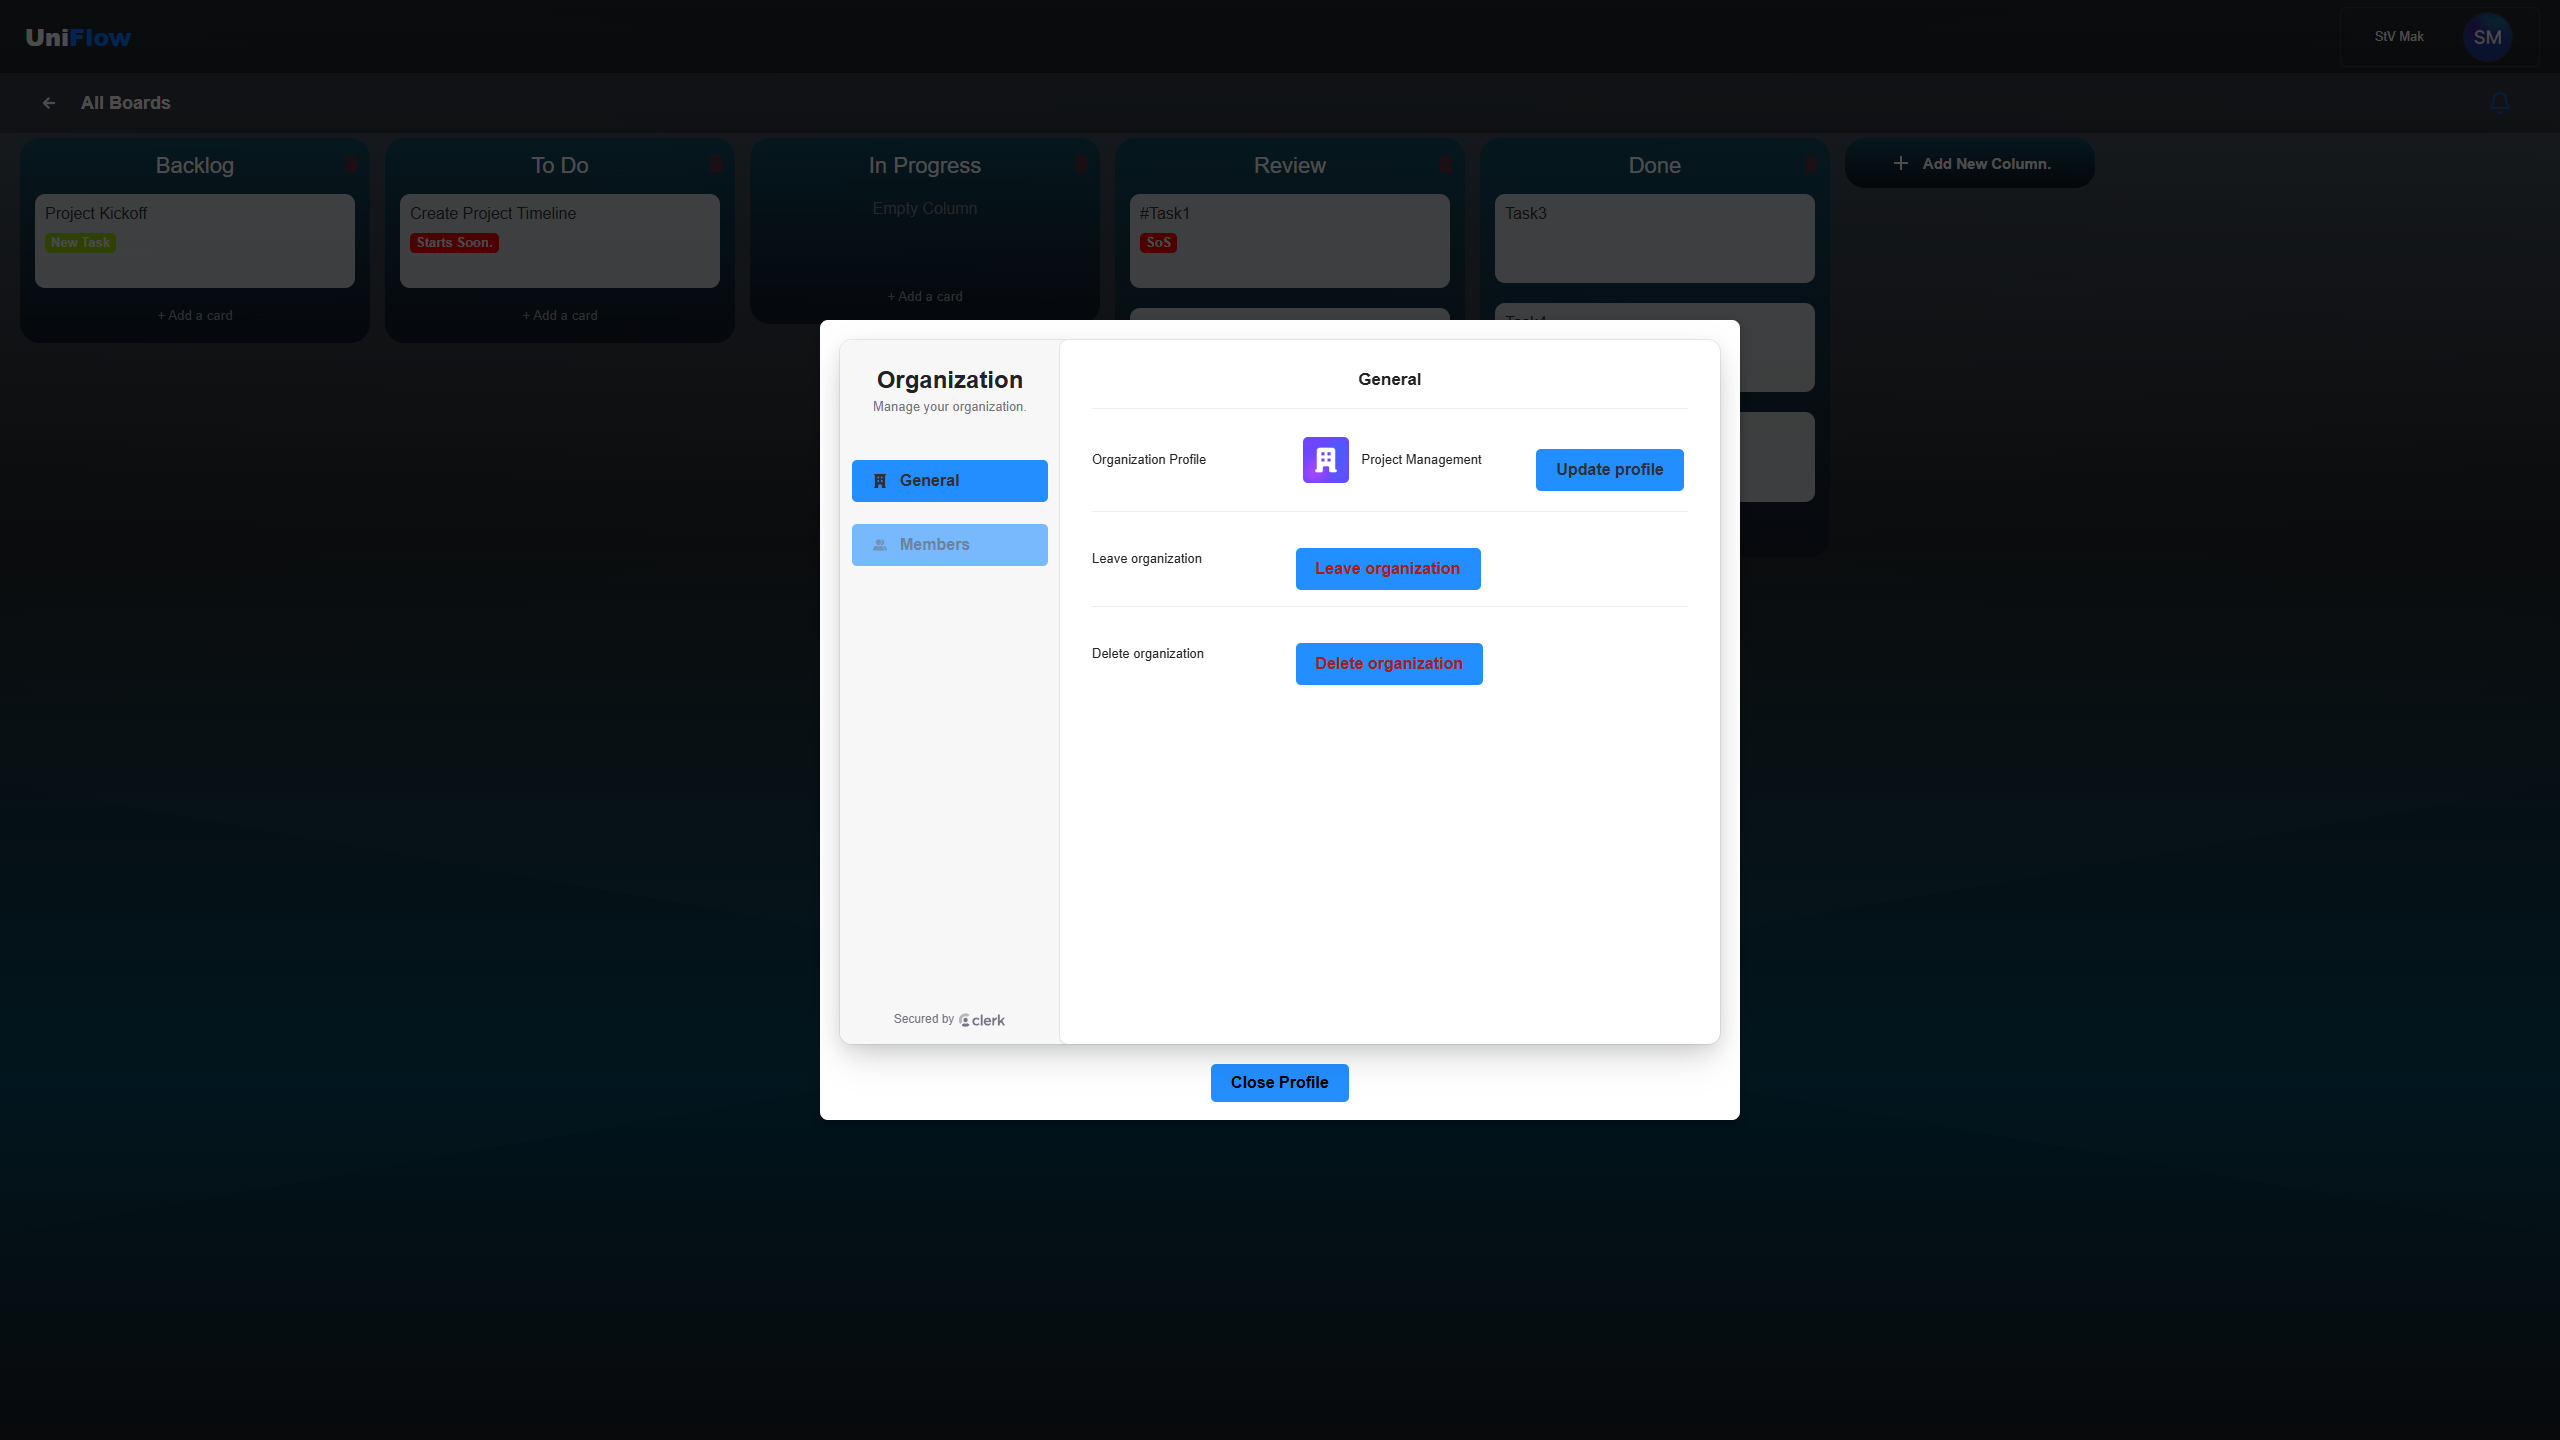 UniFlow
StV Mak
SM
All Boards
Backlog
Project Kickoff
New Task
+ Add a card
To Do
Create Project Timeline
Starts Soon.
+ Add a card
In Progress
Empty Column
+ Add a card
Review
#Task1
SoS
Done
Task3
Add New Column.
Organization
Manage your organization.
General
Members
Secured by clerk
General
Organization Profile
Project Management
Update profile
Leave organization
Leave organization
Delete organization
Delete organization
Close Profile